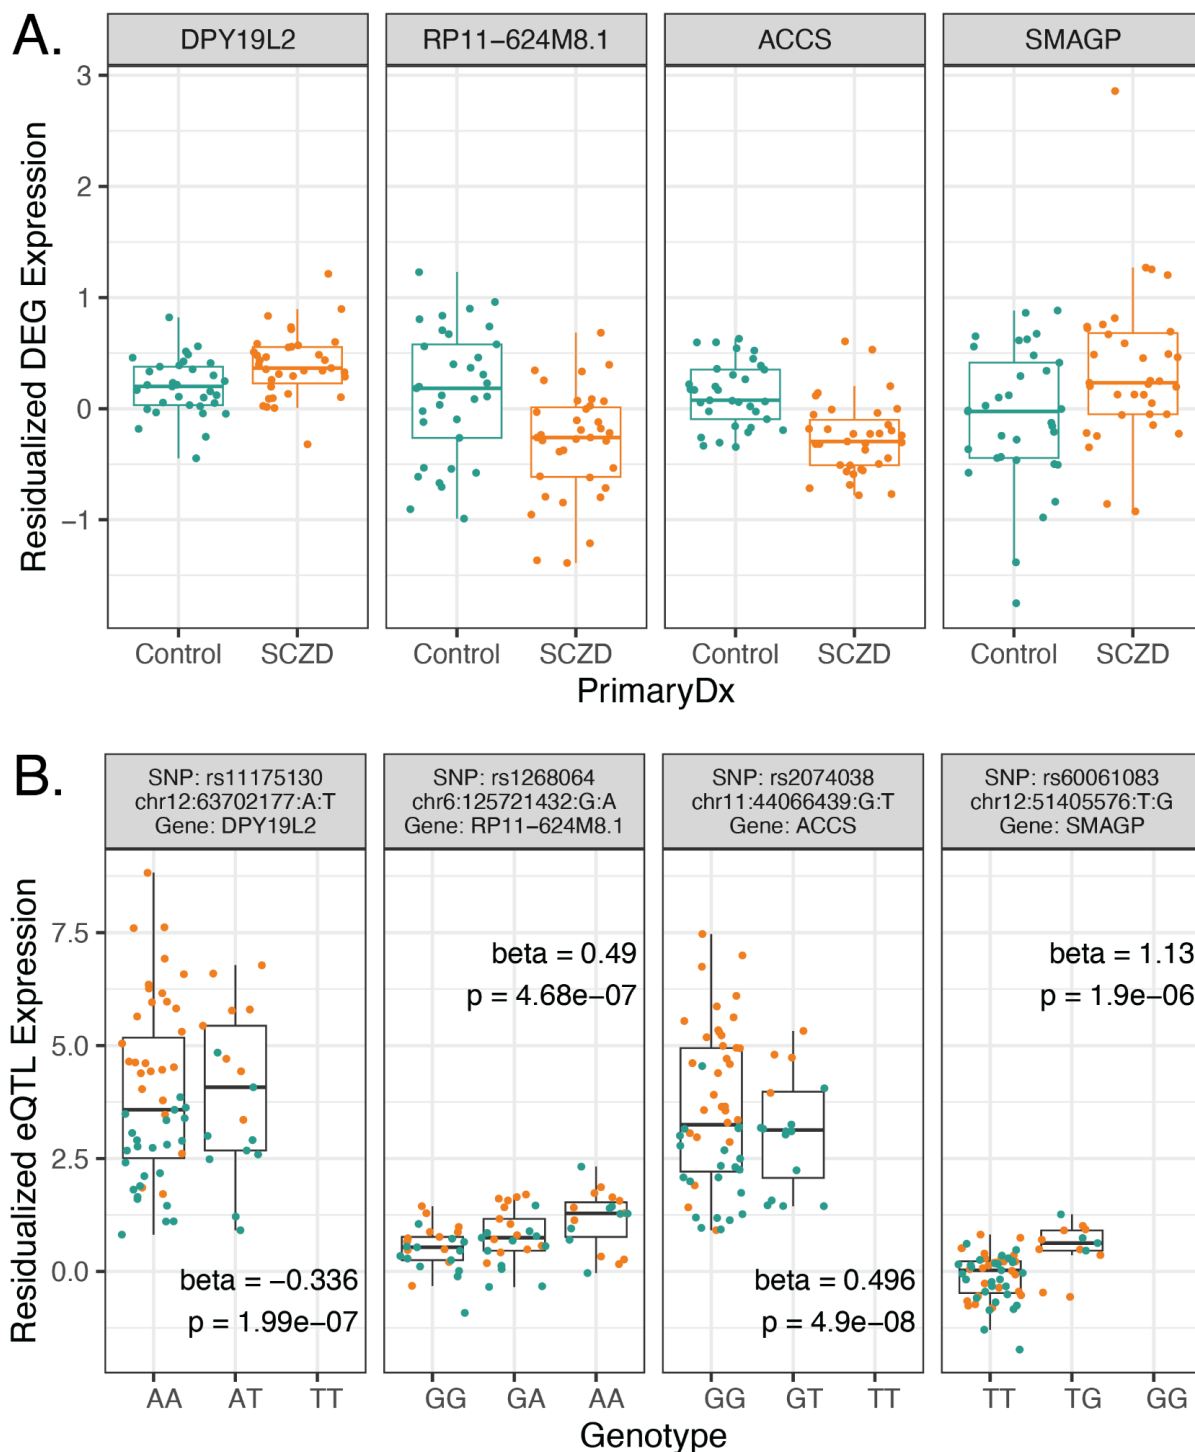 A.
DPY19L2
RP11−624M8.1
ACCS
SMAGP
Residualized DEG Expression
3
2
1
0
−1
Control
SCZD
Control
SCZD
Control
SCZD
Control
SCZD
PrimaryDx
B.
SNP: rs11175130
chr12:63702177:A:T
Gene: DPY19L2
SNP: rs1268064
chr6:125721432:G:A
Gene: RP11−624M8.1
SNP: rs2074038
chr11:44066439:G:T
Gene: ACCS
SNP: rs60061083
chr12:51405576:T:G
Gene: SMAGP
Residualized eQTL Expression
7.5
5.0
2.5
0.0
beta = −0.336
p = 1.99e−07
beta = 0.49
p = 4.68e−07
beta = 0.496
p = 4.9e−08
beta = 1.13
p = 1.9e−06
AA
AT
TT
GG
GA
AA
GG
GT
TT
TT
TG
GG
Genotype